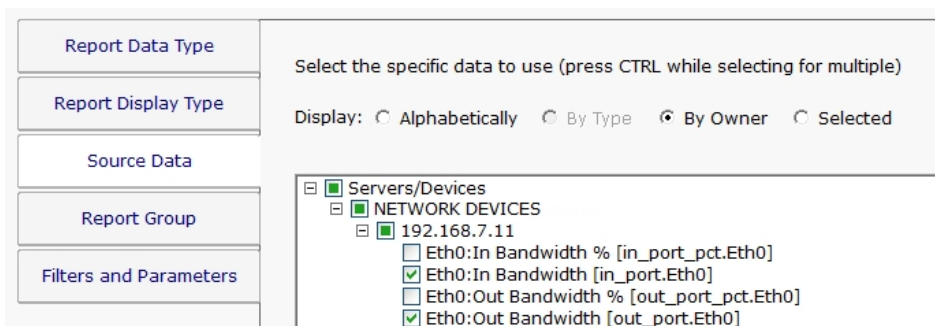 Report Data Type
Report Display Type
Source Data
Report Group
Filters and Parameters
Select the specific data to use (press CTRL while selecting for multiple)
Display: Alphabetically By Type By Owner Selected
Servers/Devices
NETWORK DEVICES
192.168.7.11
Eth0:In Bandwidth % [in_port_pct.Eth0]
Eth0:In Bandwidth [in_port.Eth0]
Eth0:Out Bandwidth % [out_port_pct.Eth0]
Eth0:Out Bandwidth [out_port.Eth0]